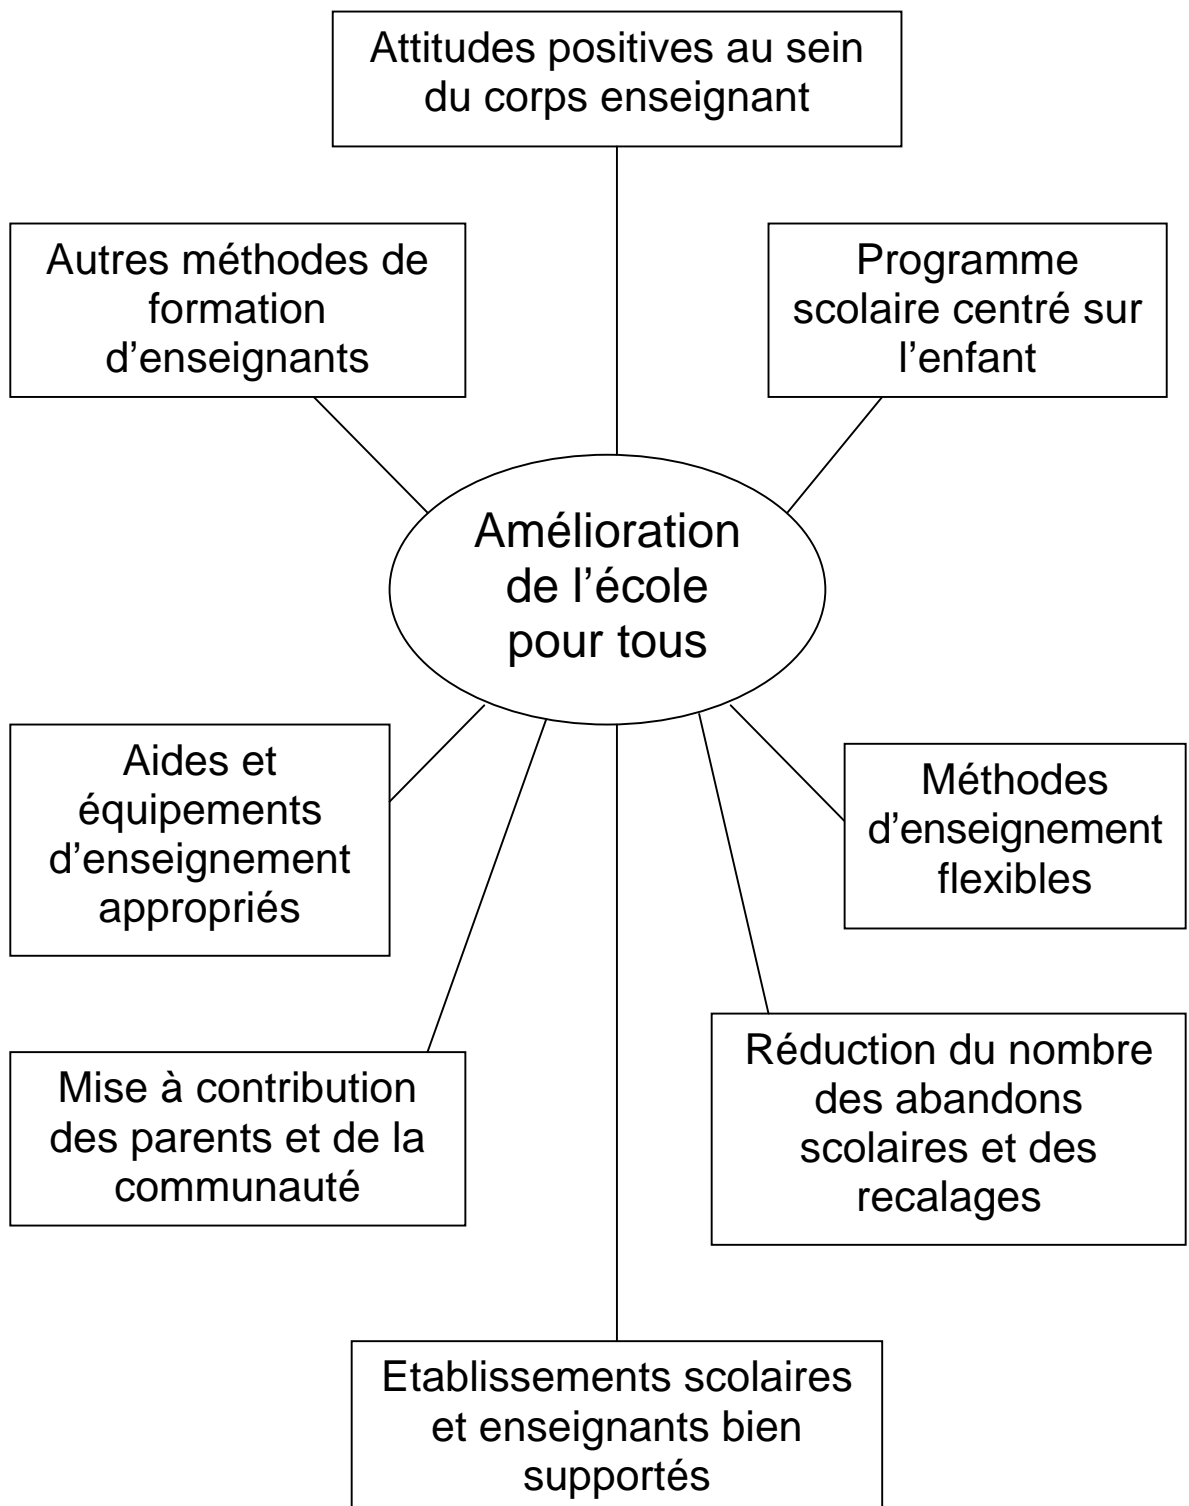 Attitudes positives au sein
du corps enseignant
Autres méthodes de
formation
d'enseignants
Programme
scolaire centré sur
l’enfant
Amélioration
de l’école
pour tous
Aides et
équipements
d’enseignement
appropriés
Méthodes
d’enseignement
flexibles
Mise à contribution
des parents et de la
communauté
Réduction du nombre
des abandons
scolaires et des
recalages
Etablissements scolaires
et enseignants bien
supportés